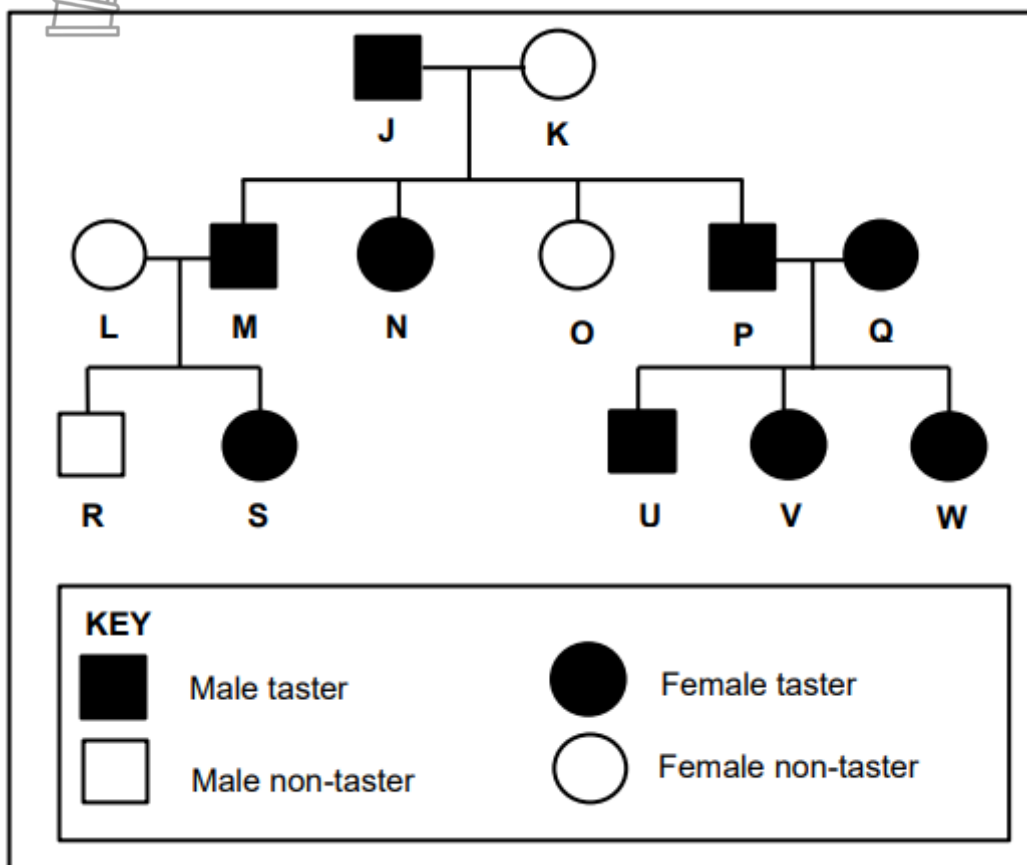 J K
L M N O P Q
R S U V W
KEY
Male taster Female taster
Male non-taster Female non-taster